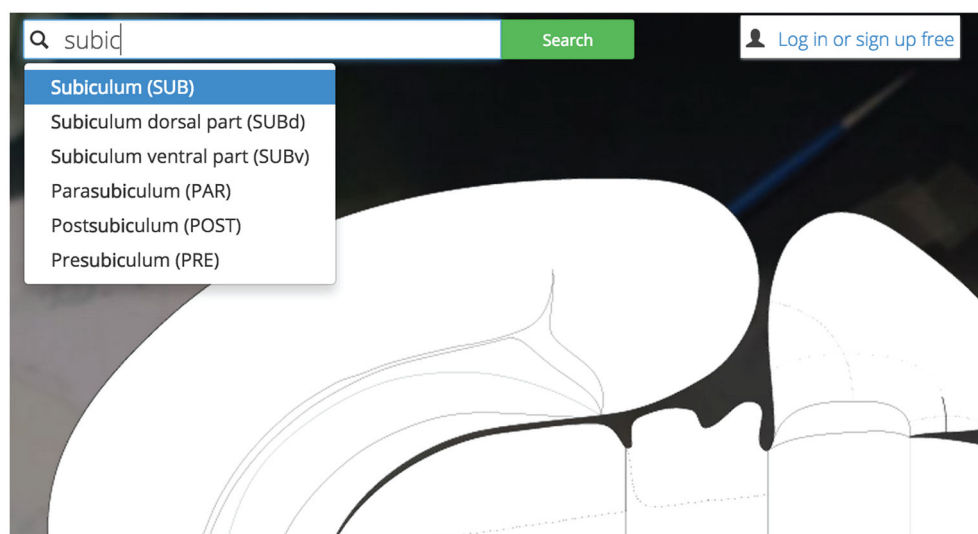 subic
Search
Log in or sign up free
Subiculum (SUB)
Subiculum dorsal part (SUBd)
Subiculum ventral part (SUBv)
Parasubiculum (PAR)
Postsubiculum (POST)
Presubiculum (PRE)